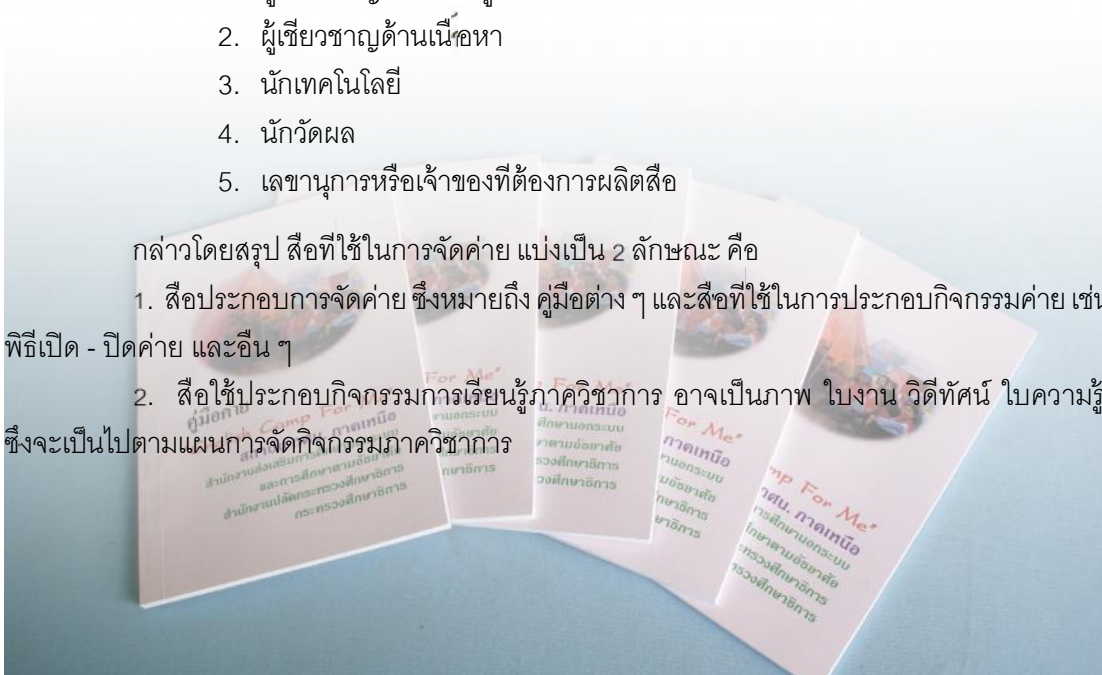 2. ผู้เชี่ยวชาญด้านเนื้อหา
3. นักเทคโนโลยี
4. นักวัดผล
5. เลขานุการหรือเจ้าของที่ต้องการผลิตสื่อ
กล่าวโดยสรุป สื่อที่ใช้ในการจัดค่าย แบ่งเป็น 2 ลักษณะ คือ
1. สื่อประกอบการจัดค่าย ซึ่งหมายถึง คู่มือต่าง ๆ และสื่อที่ใช้ในการประกอบกิจกรรมค่าย เช่น
พิธีเปิด - ปิดค่าย และอื่น ๆ
2. สื่อใช้ประกอบกิจกรรมการเรียนรู้ภาควิชาการ อาจเป็นภาพ ใบงาน วิดีทัศน์ ใบความรู้
ซึ่งจะเป็นไปตามแผนการจัดกิจกรรมภาควิชาการ
คู่มือค่าย
Camp For Me"
ภาคเหนือ
และการศึกษาตามอัธยาศัย
สำนักงานปลัดกระทรวงศึกษาธิการ
กระทรวงศึกษาธิการ
For Me"
ภาคเหนือ
For Me"
กศน. ภาคเหนือ